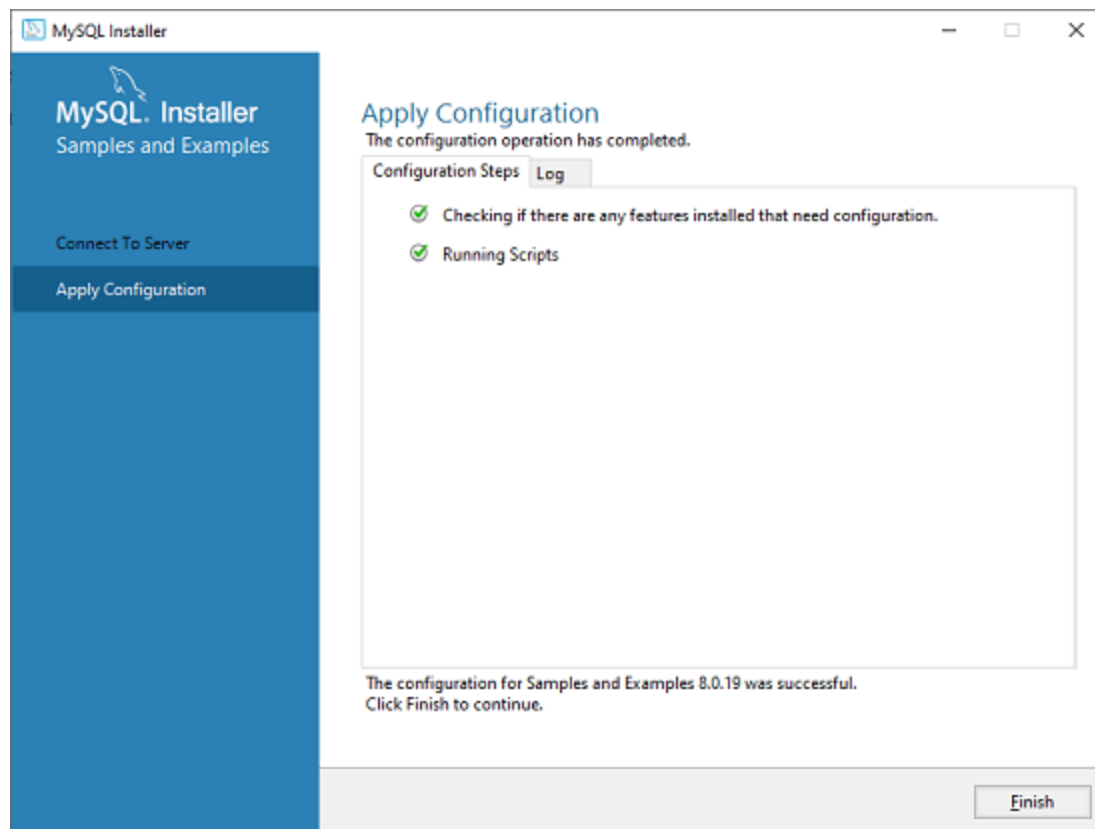 MySQL Installer
MySQL. Installer
Samples and Examples
Connect To Server
Apply Configuration
Apply Configuration
The configuration operation has completed.
Configuration Steps Log
Checking if there are any features installed that need configuration.
Running Scripts
The configuration for Samples and Examples 8.0.19 was successful.
Click Finish to continue.
Finish